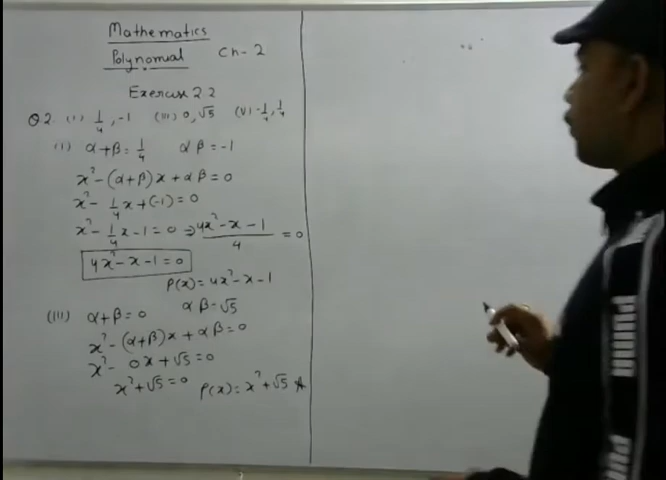 Mathematics
Polynomial Ch-2
Exercise 2.2
Q2. (i) 1/4, -1 (iii) 0, √5 (v) -1/4, 1/4
(i) α+β = 1/4 αβ = -1
x² - (α+β)x + αβ = 0
x² - 1/4 x + (-1) = 0
x² - 1/4 x - 1 = 0 ⇒ 4x² - x - 1 / 4 = 0
4x² - x - 1 = 0
P(x) = 4x² - x - 1
(iii) α+β = 0 αβ = √5
x² - (α+β)x + αβ = 0
x² - 0x + √5 = 0
x² + √5 = 0 P(x) = x² + √5
PUMA
PUMA